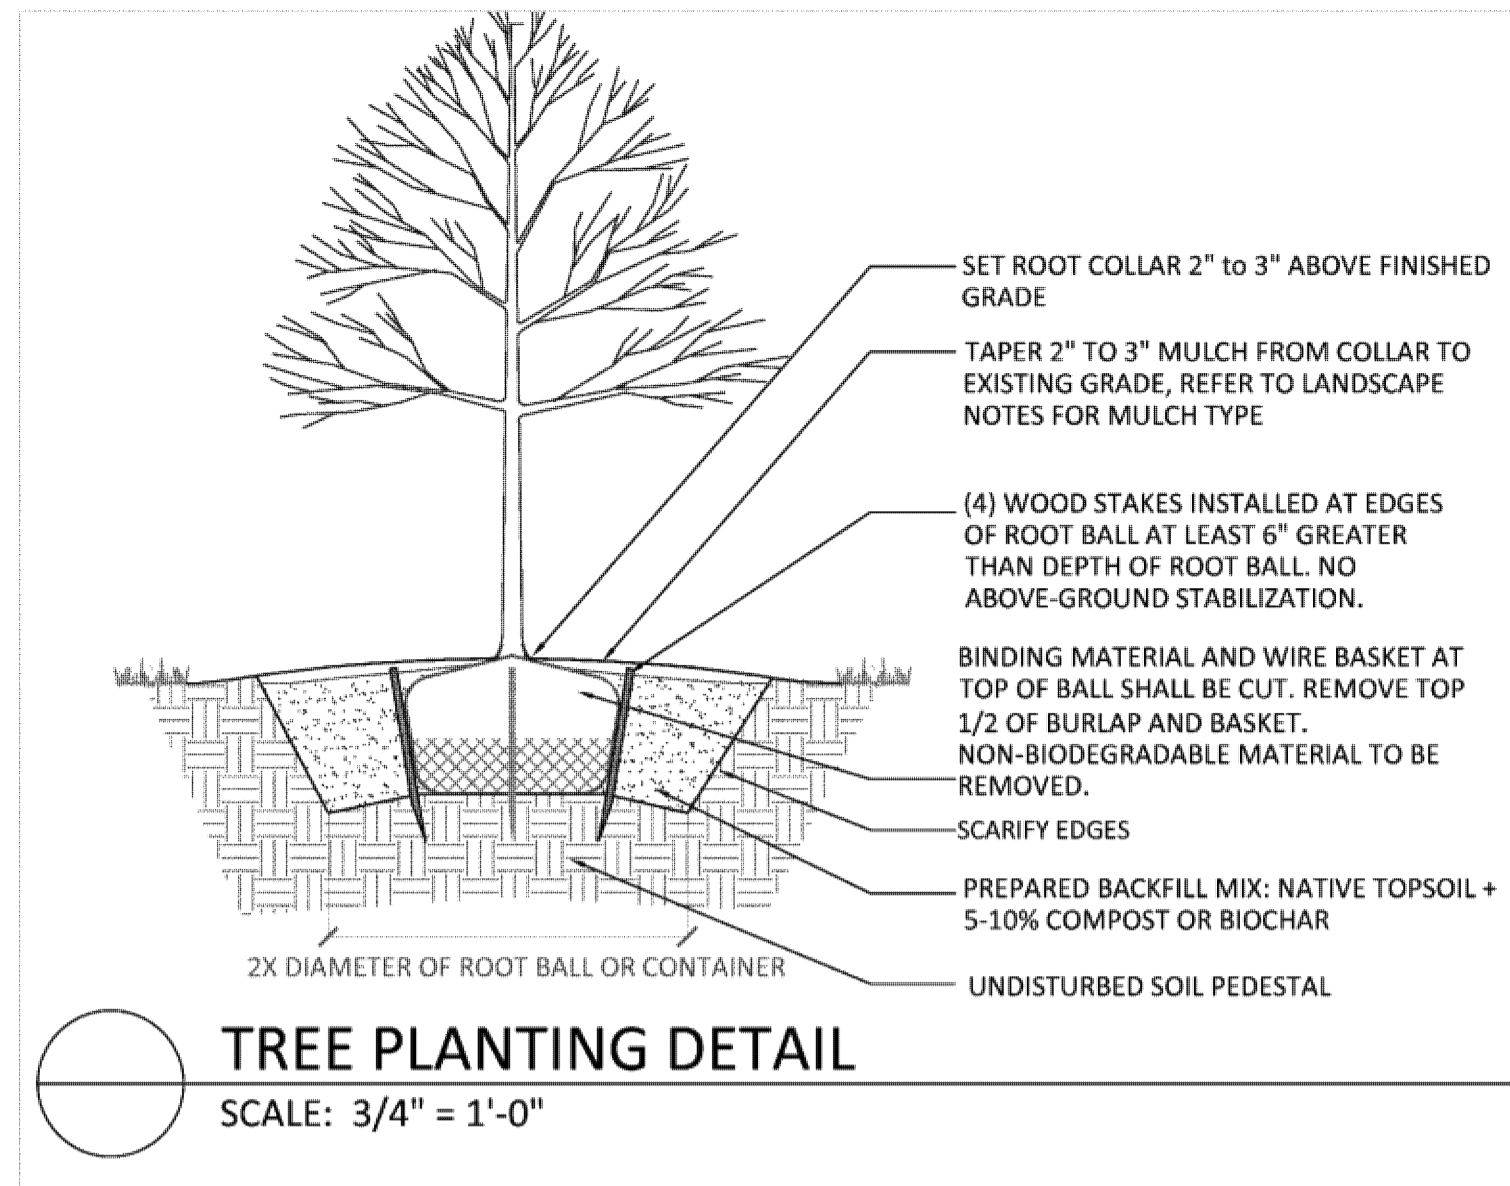 SET ROOT COLLAR 2" to 3" ABOVE FINISHED
GRADE
TAPER 2" TO 3" MULCH FROM COLLAR TO
EXISTING GRADE, REFER TO LANDSCAPE
NOTES FOR MULCH TYPE
(4) WOOD STAKES INSTALLED AT EDGES
OF ROOT BALL AT LEAST 6" GREATER
THAN DEPTH OF ROOT BALL. NO
ABOVE-GROUND STABILIZATION.
BINDING MATERIAL AND WIRE BASKET AT
TOP OF BALL SHALL BE CUT. REMOVE TOP
1/2 OF BURLAP AND BASKET.
NON-BIODEGRADABLE MATERIAL TO BE
REMOVED.
SCARIFY EDGES
PREPARED BACKFILL MIX: NATIVE TOPSOIL +
5-10% COMPOST OR BIOCHAR
UNDISTURBED SOIL PEDESTAL
2X DIAMETER OF ROOT BALL OR CONTAINER
TREE PLANTING DETAIL
SCALE: 3/4" = 1'-0"